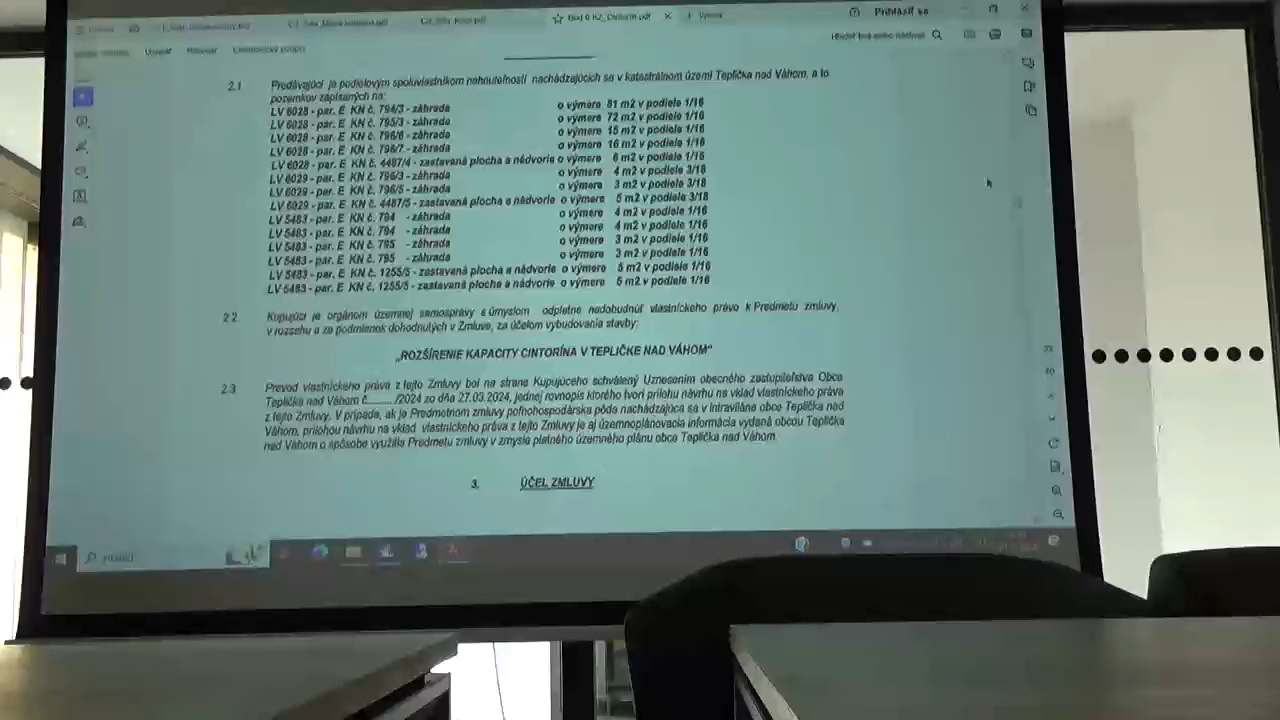 Bod 9 KZ_Cintorín.pdf
Prihlásiť sa
2.1 Predávajúci je podielovým spoluvlastníkom nehnuteľností nachádzajúcich sa v katastrálnom území Teplička nad Váhom, a to
pozemkov zapísaných na:
LV 6028 - par. E KN č. 794/3 - záhrada o výmere 81 m2 v podiele 1/16
LV 6028 - par. E KN č. 795/3 - záhrada o výmere 72 m2 v podiele 1/16
LV 6028 - par. E KN č. 796/6 - záhrada o výmere 15 m2 v podiele 1/16
LV 6028 - par. E KN č. 796/7 - záhrada o výmere 16 m2 v podiele 1/16
LV 6028 - par. E KN č. 4487/4 - zastavaná plocha a nádvorie o výmere 6 m2 v podiele 1/16
LV 6029 - par. E KN č. 796/3 - záhrada o výmere 4 m2 v podiele 3/16
LV 6029 - par. E KN č. 796/5 - záhrada o výmere 3 m2 v podiele 3/16
LV 6029 - par. E KN č. 4487/5 - zastavaná plocha a nádvorie o výmere 5 m2 v podiele 3/16
LV 5483 - par. E KN č. 794 - záhrada o výmere 4 m2 v podiele 1/16
LV 5483 - par. E KN č. 794 - záhrada o výmere 4 m2 v podiele 1/16
LV 5483 - par. E KN č. 795 - záhrada o výmere 3 m2 v podiele 1/16
LV 5483 - par. E KN č. 795 - záhrada o výmere 3 m2 v podiele 1/16
LV 5483 - par. E KN č. 1255/5 - zastavaná plocha a nádvorie o výmere 5 m2 v podiele 1/16
LV 5483 - par. E KN č. 1255/5 - zastavaná plocha a nádvorie o výmere 5 m2 v podiele 1/16
2.2 Kupujúci je orgánom územnej samosprávy s úmyslom odplatne nadobudnúť vlastnícke právo k Predmetu zmluvy,
v rozsahu a za podmienok dohodnutých v Zmluve, za účelom vybudovania stavby:
„ROZŠÍRENIE KAPACITY CINTORÍNA V TEPLIČKE NAD VÁHOM"
2.3 Prevod vlastníckeho práva z tejto Zmluvy bol na strane Kupujúceho schválený Uznesením obecného zastupiteľstva Obce
Teplička nad Váhom č.____ /2024 zo dňa 27.03.2024, jeden rovnopis ktorého tvorí prílohu návrhu na vklad vlastníckeho práva
z tejto Zmluvy. V prípade, ak je Predmetom zmluvy poľnohospodárska pôda nachádzajúca sa v intraviláne obce Teplička nad
Váhom, prílohou návrhu na vklad vlastníckeho práva z tejto Zmluvy je aj územnoplánovacia informácia vydaná obcou Teplička
nad Váhom o spôsobe využitia Predmetu zmluvy v zmysle platného územného plánu obce Teplička nad Váhom.
3. ÚČEL ZMLUVY